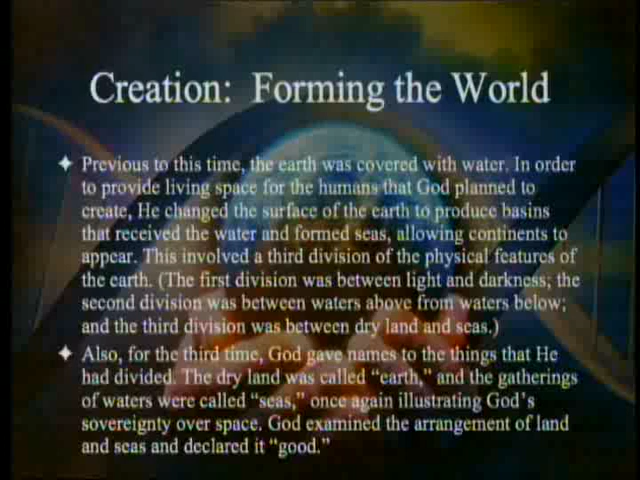 Creation: Forming the World
Previous to this time, the earth was covered with water. In order
to provide living space for the humans that God planned to
create, He changed the surface of the earth to produce basins
that received the water and formed seas, allowing continents to
appear. This involved a third division of the physical features of
the earth. (The first division was between light and darkness; the
second division was between waters above from waters below;
and the third division was between dry land and seas.)
Also, for the third time, God gave names to the things that He
had divided. The dry land was called “earth,” and the gatherings
of waters were called “seas,” once again illustrating God’s
sovereignty over space. God examined the arrangement of land
and seas and declared it “good.”